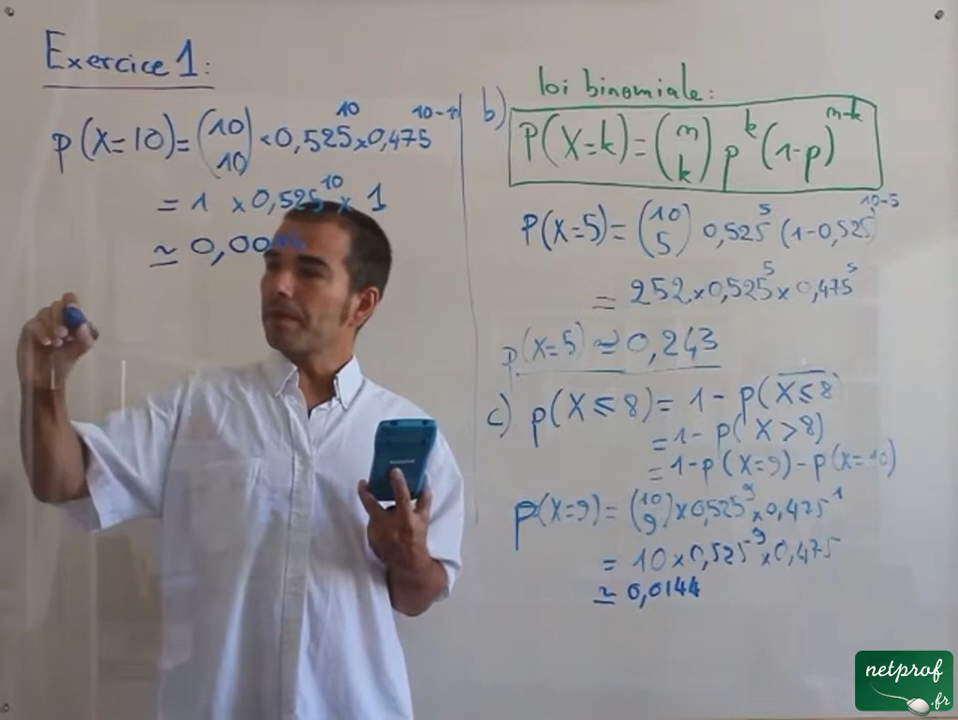 Exercice 1:
P(X=10)=(10 10)×0,525^10×0,475^10-
= 1 × 0,525^10 × 1
≃ 0,00
b) loi binomiale:
P(X=k)=(n k) p^k (1-p)^n-k
P(X=5)=(10 5) 0,525^5 (1-0,525)^10-5
= 252×0,525^5×0,475^5
p(X=5)≃0,243
c) p(X⩽8)= 1-p(X⩽8
=1-p(X>8)
=1-p(X=9)-p(X=10)
p(X=9)=(10 9)×0,525^9×0,475^1
= 10×0,525^9×0,475
≃ 0,0144
netprof
.fr